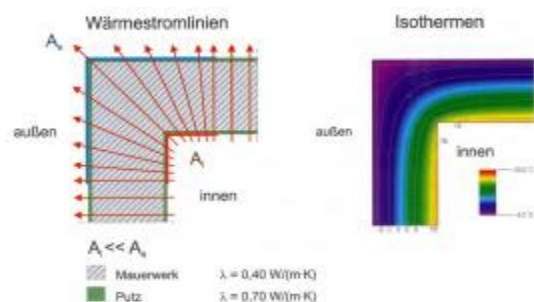 Wärmestromlinien
Isothermen
Aₐ
außen
außen
Aᵢ
innen
innen
Aᵢ << Aₐ
Mauerwerk λ = 0,40 W/(m·K)
Putz λ = 0,70 W/(m·K)